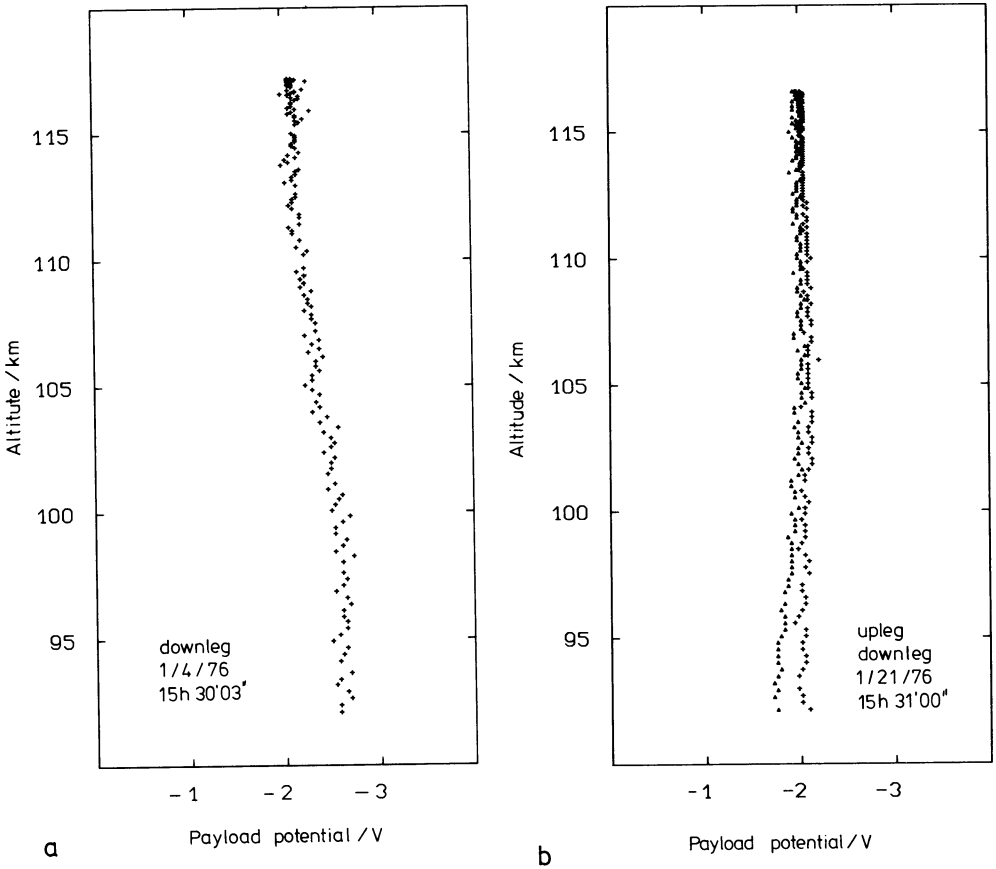 115
110
105
100
95
Altitute / km
downleg
1/4/76
15h 30'03"
-1
-2
-3
Payload potential / V
a
115
110
105
100
95
Altitude / km
upleg
downleg
1/21/76
15h 31'00"
-1
-2
-3
Payload potential / V
b